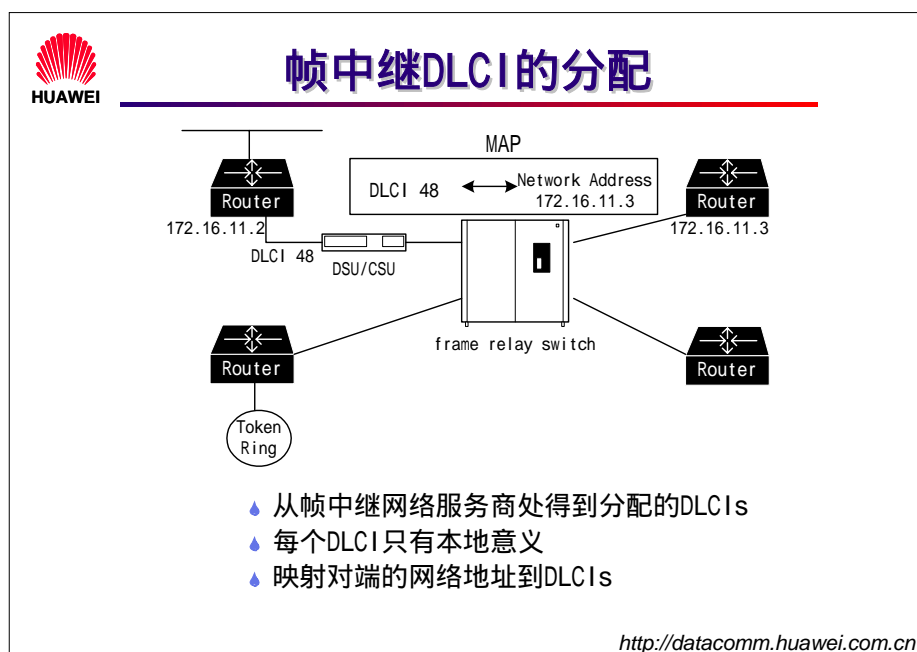 HUAWEI
帧中继DLCI的分配
MAP
DLCI 48
Network Address
172.16.11.3
Router
172.16.11.2
Router
172.16.11.3
DLCI 48
DSU/CSU
frame relay switch
Router
Router
Token
Ring
从帧中继网络服务商处得到分配的DLCIs
每个DLCI只有本地意义
映射对端的网络地址到DLCIs
http://datacomm.huawei.com.cn